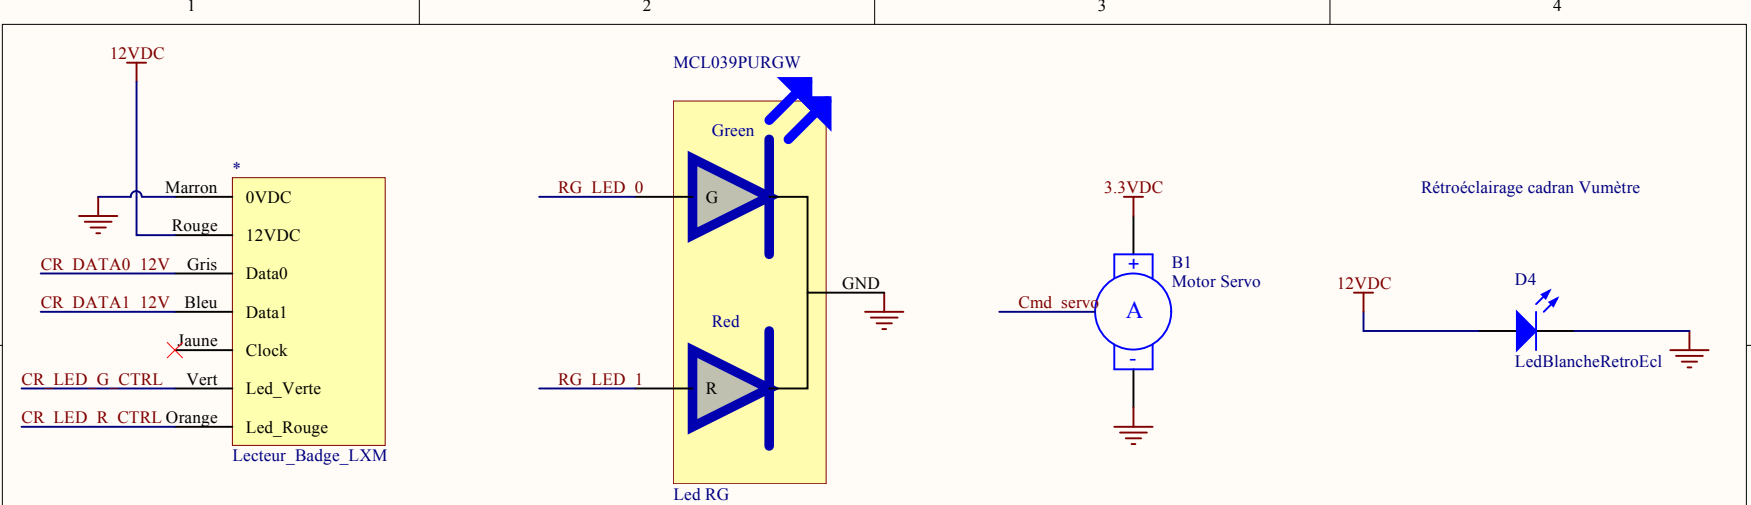 1
2
3
4
12VDC
*
Marron
0VDC
Rouge
12VDC
CR_DATA0_12V
Gris
Data0
CR_DATA1_12V
Bleu
Data1
Jaune
Clock
CR_LED_G_CTRL
Vert
Led_Verte
CR_LED_R_CTRL
Orange
Led_Rouge
Lecteur_Badge_LXM
MCL039PURGW
Green
RG_LED_0
G
GND
Red
RG_LED_1
R
Led RG
3.3VDC
+
B1
Motor Servo
Cmd_servo
A
-
Rétroéclairage cadran Vumètre
12VDC
D4
LedBlancheRetroEcl